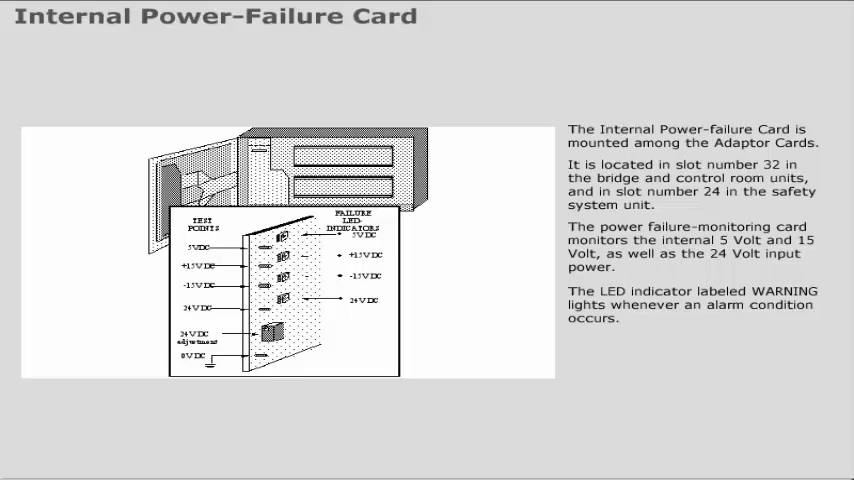 Internal Power-Failure Card
The Internal Power-failure Card is
mounted among the Adaptor Cards.
It is located in slot number 32 in
the bridge and control room units,
and in slot number 24 in the safety
system unit.
The power failure-monitoring card
monitors the internal 5 Volt and 15
Volt, as well as the 24 Volt input
power.
The LED indicator labeled WARNING
lights whenever an alarm condition
occurs.
TEST
POINTS
5VDC
+15VDC
-15VDC
24VDC
24VDC
adjustment
0VDC
FAILURE
LED-
INDICATORS
5VDC
+15VDC
-15VDC
24VDC